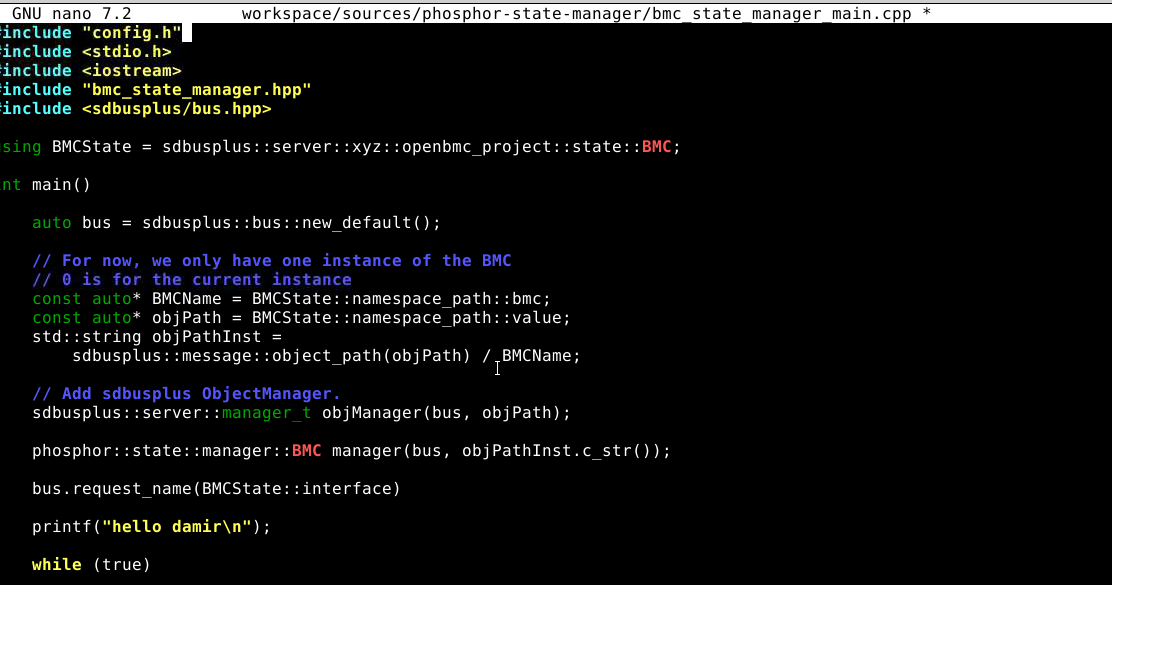 GNU nano 7.2 workspace/sources/phosphor-state-manager/bmc_state_manager_main.cpp *
#include "config.h"
#include <stdio.h>
#include <iostream>
#include "bmc_state_manager.hpp"
#include <sdbusplus/bus.hpp>
using BMCState = sdbusplus::server::xyz::openbmc_project::state::BMC;
int main()
auto bus = sdbusplus::bus::new_default();
// For now, we only have one instance of the BMC
// 0 is for the current instance
const auto* BMCName = BMCState::namespace_path::bmc;
const auto* objPath = BMCState::namespace_path::value;
std::string objPathInst =
sdbusplus::message::object_path(objPath) / BMCName;
// Add sdbusplus ObjectManager.
sdbusplus::server::manager_t objManager(bus, objPath);
phosphor::state::manager::BMC manager(bus, objPathInst.c_str());
bus.request_name(BMCState::interface)
printf("hello damir\n");
while (true)